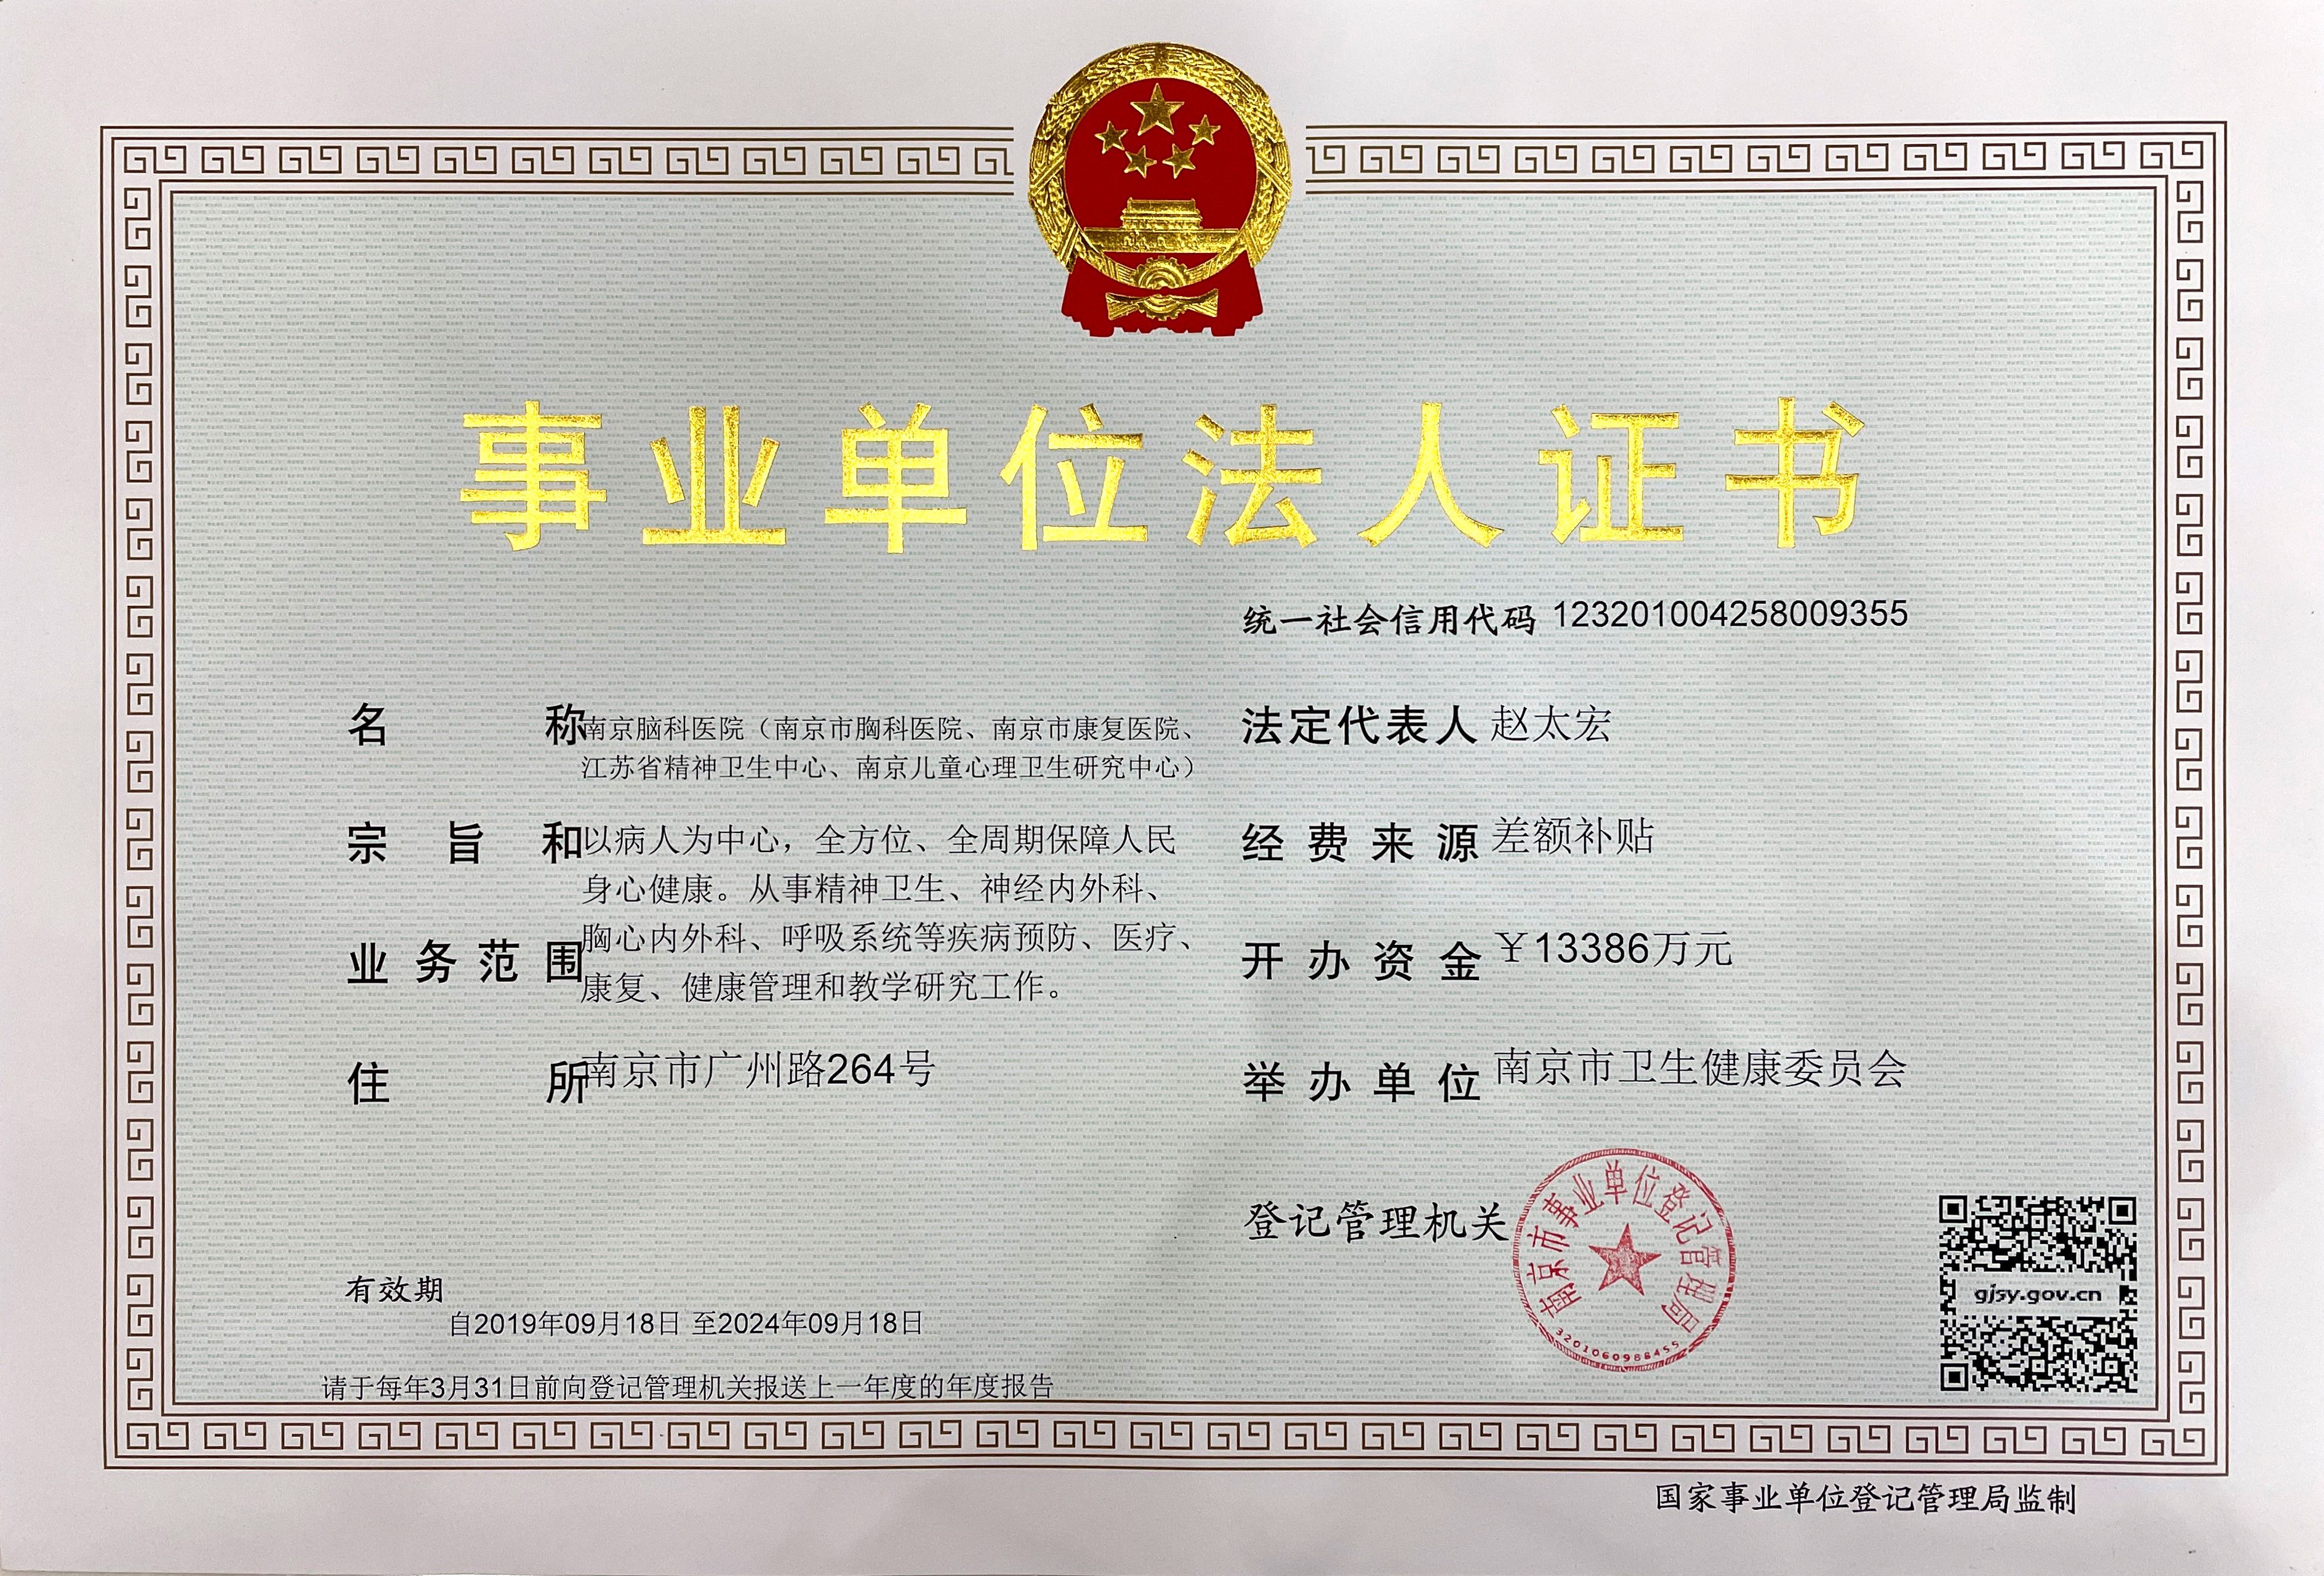 事业单位法人证书
统一社会信用代码 123201004258009355
名称 南京脑科医院（南京市胸科医院、南京市康复医院、
江苏省精神卫生中心、南京儿童心理卫生研究中心）
法定代表人 赵太宏
宗旨和 以病人为中心，全方位、全周期保障人民
身心健康。从事精神卫生、神经内外科、
业务范围 胸心内外科、呼吸系统等疾病预防、医疗、
康复、健康管理和教学研究工作。
经费来源 差额补贴
开办资金 ￥13386万元
住所 南京市广州路264号
举办单位 南京市卫生健康委员会
登记管理机关
南京市事业单位登记管理局
3201060988455
gjsy.gov.cn
有效期
自2019年09月18日 至2024年09月18日
请于每年3月31日前向登记管理机关报送上一年度的年度报告
国家事业单位登记管理局监制